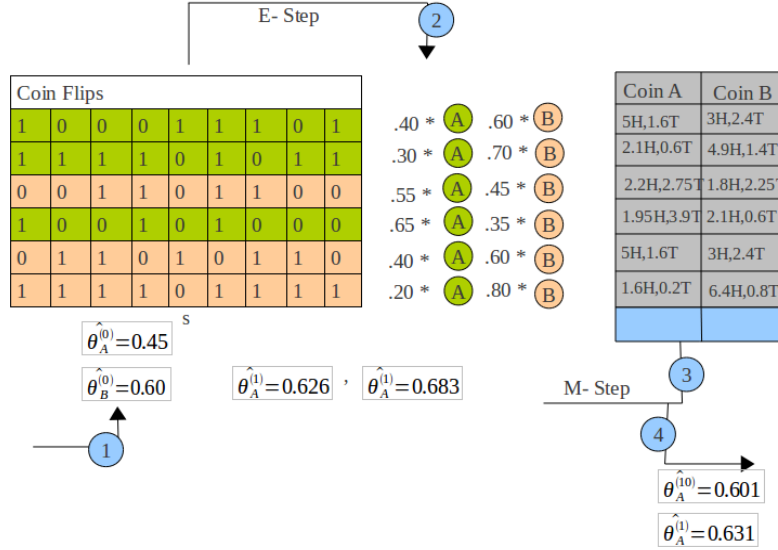 E- Step
2
Coin Flips
1 0 0 0 1 1 1 0 1
1 1 1 1 0 1 0 1 1
0 0 1 1 0 1 1 0 0
1 0 0 1 0 1 0 0 0
0 1 1 0 1 0 1 1 0
1 1 1 1 0 1 1 1 1
.40 * A .60 * B
.30 * A .70 * B
.55 * A .45 * B
.65 * A .35 * B
.40 * A .60 * B
.20 * A .80 * B
Coin A Coin B
5H,1.6T 3H,2.4T
2.1H,0.6T 4.9H,1.4T
2.2H,2.75T 1.8H,2.25T
1.95H,3.9T 2.1H,0.6T
5H,1.6T 3H,2.4T
1.6H,0.2T 6.4H,0.8T
s
θ̂_A^(0)=0.45
θ̂_B^(0)=0.60
θ̂_A^(1)=0.626 , θ̂_A^(1)=0.683
1
3
M- Step
4
θ̂_A^(10)=0.601
θ̂_A^(1)=0.631